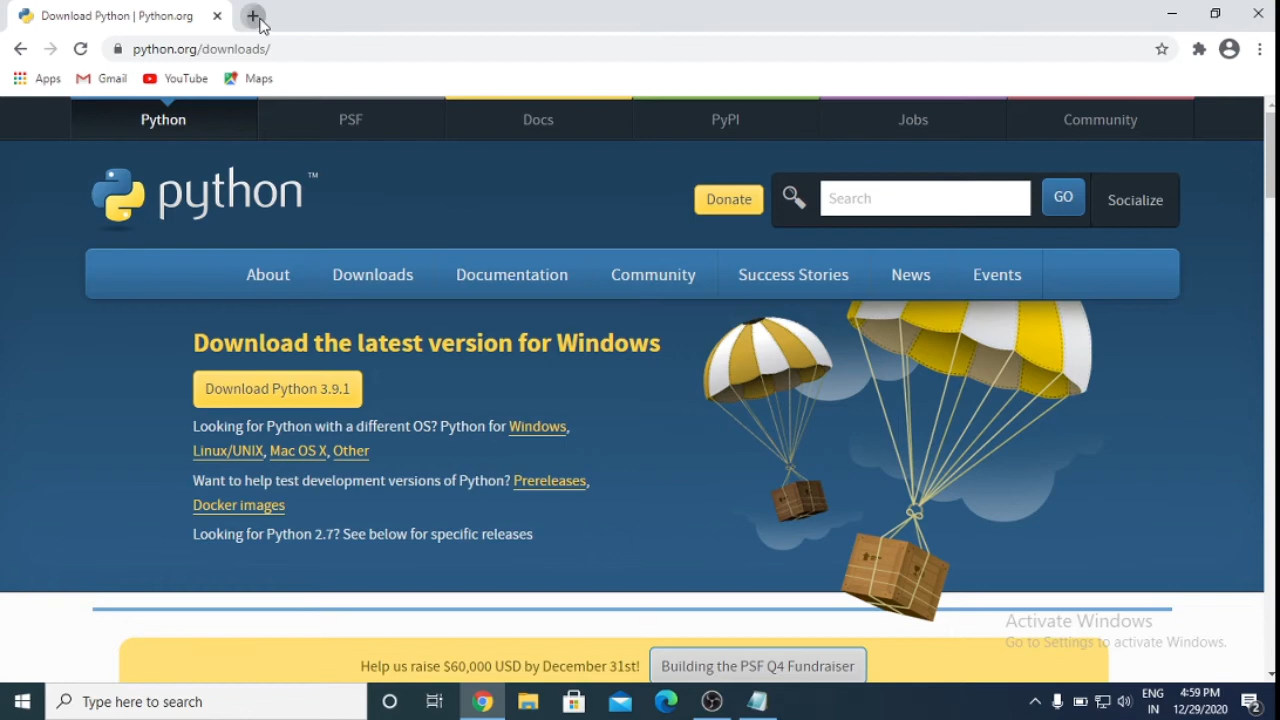 Download Python | Python.org
python.org/downloads/
Apps Gmail YouTube Maps
Python PSF Docs PyPI Jobs Community
python™
Donate Search GO Socialize
About Downloads Documentation Community Success Stories News Events
Download the latest version for Windows
Download Python 3.9.1
Looking for Python with a different OS? Python for Windows,
Linux/UNIX, Mac OS X, Other
Want to help test development versions of Python? Prereleases,
Docker images
Looking for Python 2.7? See below for specific releases
Activate Windows
Go to Settings to activate Windows.
Help us raise $60,000 USD by December 31st! Building the PSF Q4 Fundraiser
Type here to search
ENG
IN
4:59 PM
12/29/2020
2